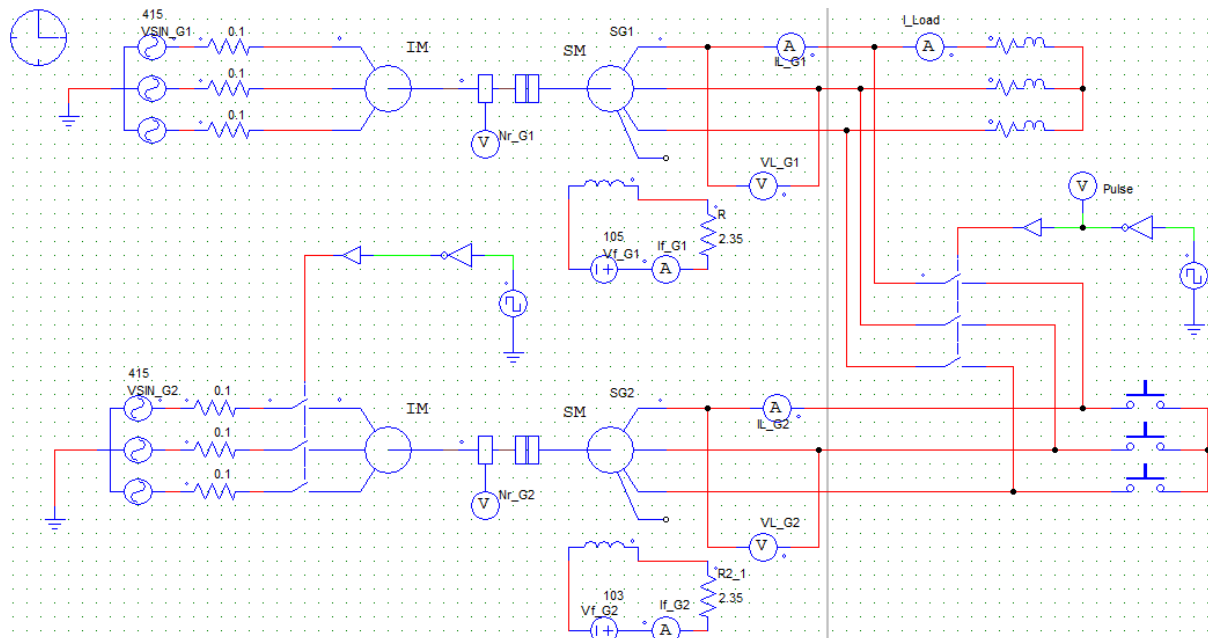 415
VSIN_G1
0.1
IM
SM
SG1
A
IL_G1
I_Load
A
0.1
0.1
V
Nr_G1
VL_G1
V
V
Pulse
R
2.35
105
Vf_G1
If_G1
A
415
VSIN_G2
0.1
IM
SM
SG2
A
IL_G2
0.1
0.1
V
Nr_G2
VL_G2
V
R2_1
2.35
103
Vf_G2
If_G2
A